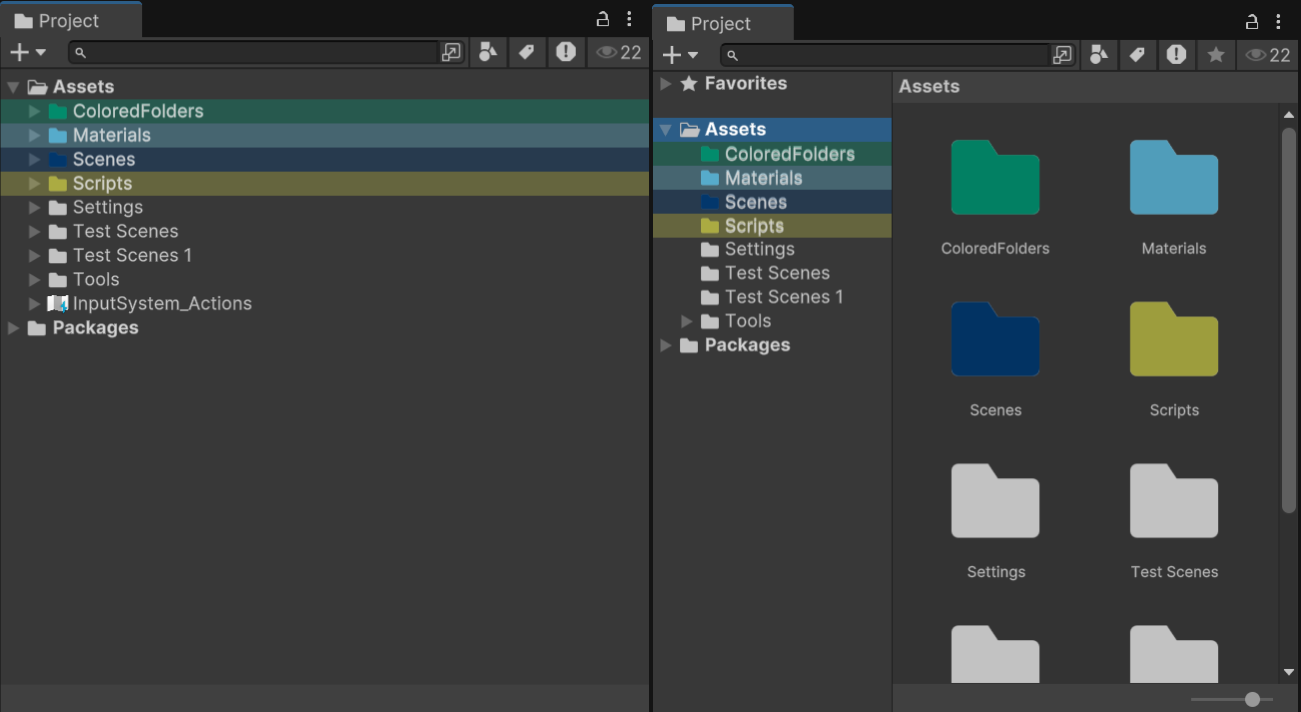 Project
22
Assets
ColoredFolders
Materials
Scenes
Scripts
Settings
Test Scenes
Test Scenes 1
Tools
InputSystem_Actions
Packages
Project
22
Favorites
Assets
ColoredFolders
Materials
Scenes
Scripts
Settings
Test Scenes
Test Scenes 1
Tools
Packages
Assets
ColoredFolders Materials
Scenes Scripts
Settings Test Scenes